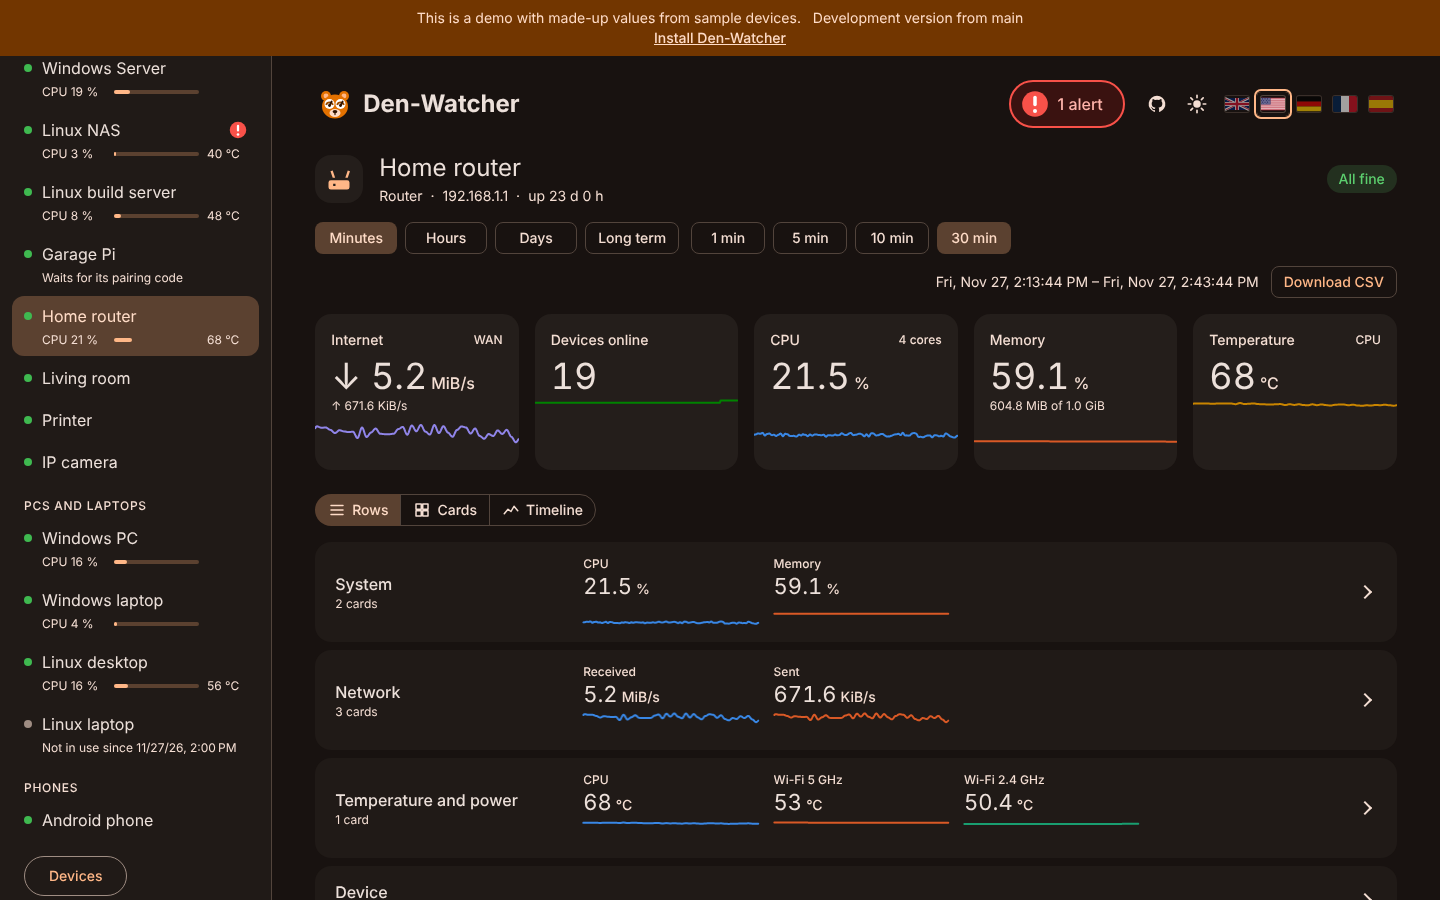 This is a demo with made-up values from sample devices. Development version from main
Install Den-Watcher
Windows Server
CPU 19 %
Linux NAS
CPU 3 % 40 °C
Linux build server
CPU 8 % 48 °C
Garage Pi
Waits for its pairing code
Home router
CPU 21 % 68 °C
Living room
Printer
IP camera
PCS AND LAPTOPS
Windows PC
CPU 16 %
Windows laptop
CPU 4 %
Linux desktop
CPU 16 % 56 °C
Linux laptop
Not in use since 11/27/26, 2:00 PM
PHONES
Android phone
Devices
Den-Watcher
1 alert
Home router
Router · 192.168.1.1 · up 23 d 0 h
All fine
Minutes Hours Days Long term 1 min 5 min 10 min 30 min
Fri, Nov 27, 2:13:44 PM – Fri, Nov 27, 2:43:44 PM Download CSV
Internet WAN
↓ 5.2 MiB/s
↑ 671.6 KiB/s
Devices online
19
CPU 4 cores
21.5 %
Memory
59.1 %
604.8 MiB of 1.0 GiB
Temperature CPU
68 °C
Rows Cards Timeline
System
2 cards
CPU
21.5 %
Memory
59.1 %
Network
3 cards
Received
5.2 MiB/s
Sent
671.6 KiB/s
Temperature and power
1 card
CPU
68 °C
Wi-Fi 5 GHz
53 °C
Wi-Fi 2.4 GHz
50.4 °C
Device